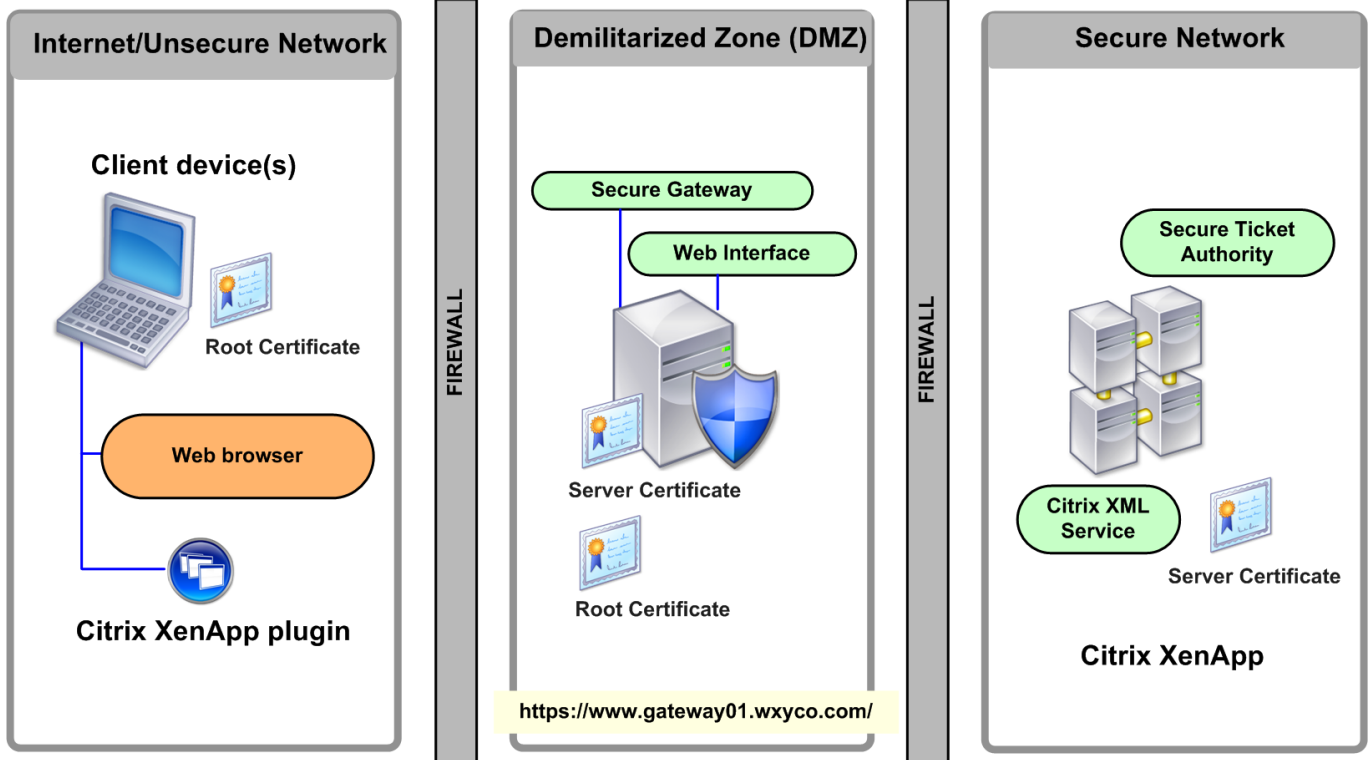 Internet/Unsecure Network
Client device(s)
Root Certificate
Web browser
Citrix XenApp plugin
FIREWALL
Demilitarized Zone (DMZ)
Secure Gateway
Web Interface
Server Certificate
Root Certificate
https://www.gateway01.wxyco.com/
FIREWALL
Secure Network
Secure Ticket
Authority
Citrix XML
Service
Server Certificate
Citrix XenApp